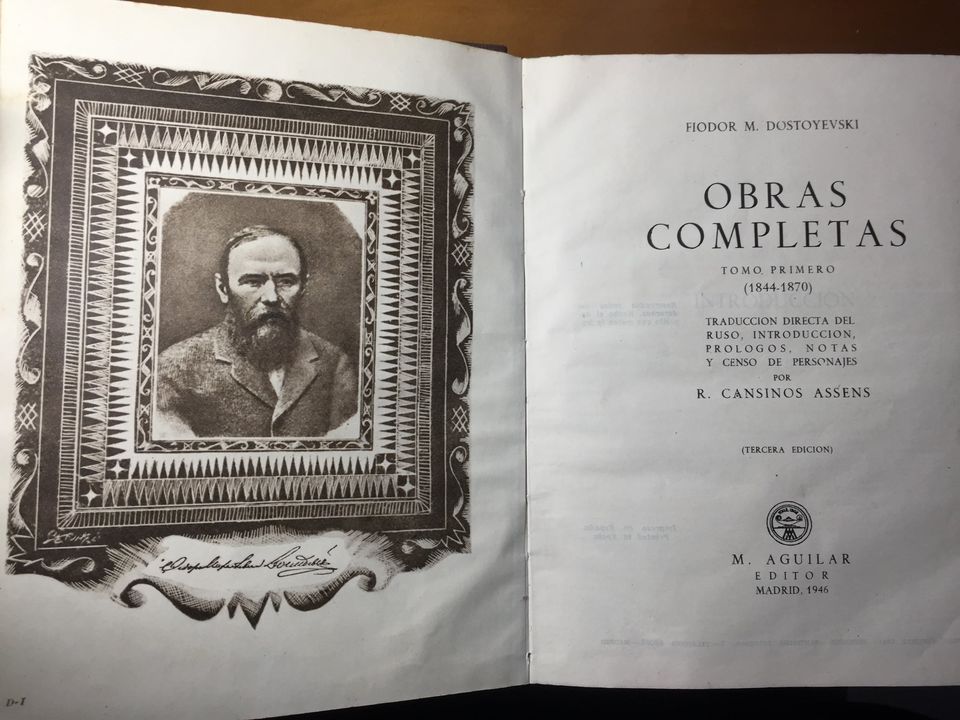 D-I
FIODOR M. DOSTOYEVSKI
OBRAS
COMPLETAS
TOMO PRIMERO
(1844-1870)
TRADUCCION DIRECTA DEL
RUSO, INTRODUCCION,
PROLOGOS, NOTAS
Y CENSO DE PERSONAJES
POR
R. CANSINOS ASSENS
(TERCERA EDICION)
M. AGUILAR
EDITOR
MADRID, 1946